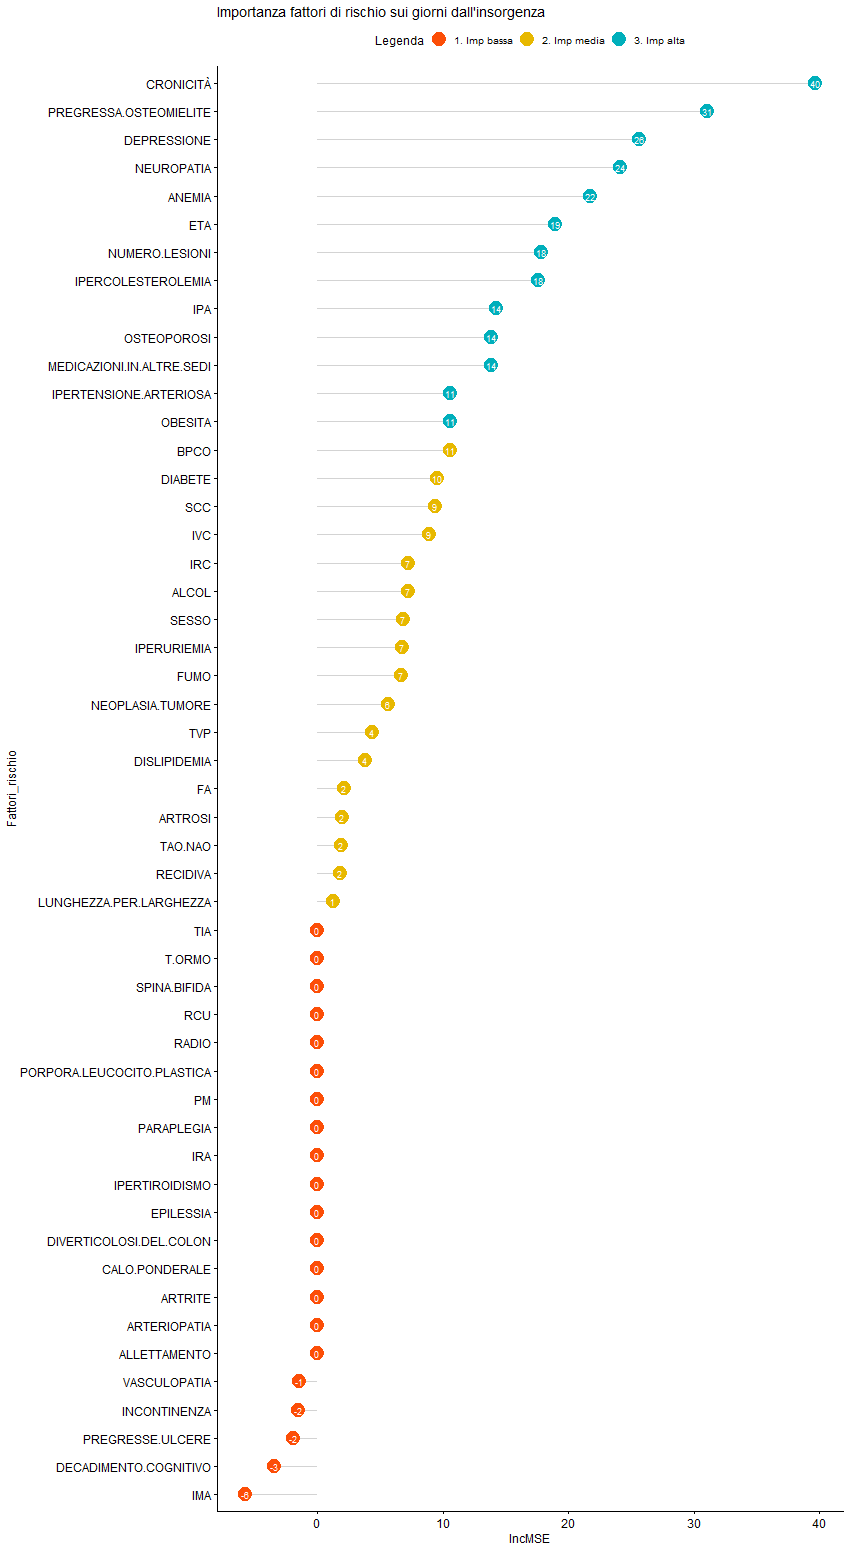 Importanza fattori di rischio sui giorni dall'insorgenza
Legenda 1. Imp bassa 2. Imp media 3. Imp alta
CRONICITÀ 40
PREGRESSA.OSTEOMIELITE 31
DEPRESSIONE 26
NEUROPATIA 24
ANEMIA 22
ETA 19
NUMERO.LESIONI 18
IPERCOLESTEROLEMIA 18
IPA 14
OSTEOPOROSI 14
MEDICAZIONI.IN.ALTRE.SEDI 14
IPERTENSIONE.ARTERIOSA 11
OBESITA 11
BPCO 11
DIABETE 10
SCC 9
IVC 9
IRC 7
ALCOL 7
SESSO 7
IPERURIEMIA 7
FUMO 7
NEOPLASIA.TUMORE 6
TVP 4
DISLIPIDEMIA 4
FA 2
ARTROSI 2
TAO.NAO 2
RECIDIVA 2
LUNGHEZZA.PER.LARGHEZZA 1
TIA 0
T.ORMO 0
SPINA.BIFIDA 0
RCU 0
RADIO 0
PORPORA.LEUCOCITO.PLASTICA 0
PM 0
PARAPLEGIA 0
IRA 0
IPERTIROIDISMO 0
EPILESSIA 0
DIVERTICOLOSI.DEL.COLON 0
CALO.PONDERALE 0
ARTRITE 0
ARTERIOPATIA 0
ALLETTAMENTO 0
VASCULOPATIA -1
INCONTINENZA -2
PREGRESSE.ULCERE -2
DECADIMENTO.COGNITIVO -3
IMA -6
Fattori_rischio
0 10 20 30 40
IncMSE